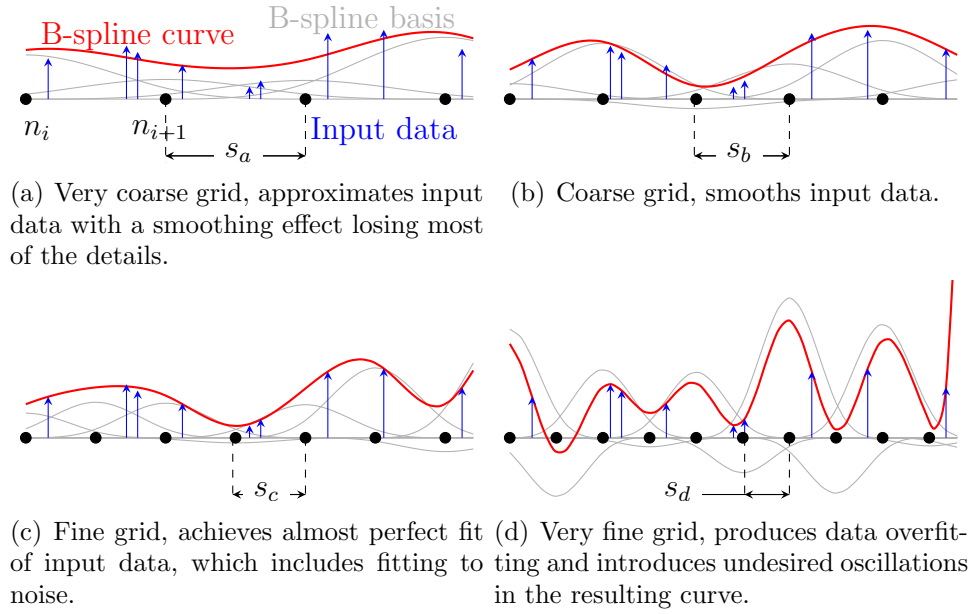 B-spline curve
B-spline basis
n_i
n_{i+1}
Input data
s_a
s_b
(a) Very coarse grid, approximates input
data with a smoothing effect losing most
of the details.
(b) Coarse grid, smooths input data.
s_c
s_d
(c) Fine grid, achieves almost perfect fit
of input data, which includes fitting to
noise.
(d) Very fine grid, produces data overfit-
ting and introduces undesired oscillations
in the resulting curve.